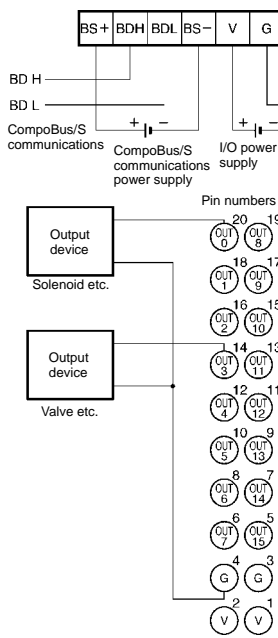 BS+ BDH BDL BS− V G
BD H
BD L
+ − + −
CompoBus/S communications
CompoBus/S communications power supply
I/O power supply
Pin numbers
Output device
Solenoid etc.
Output device
Valve etc.
20 19
OUT 0 OUT 8
18 17
OUT 1 OUT 9
16 15
OUT 2 OUT 10
14 13
OUT 3 OUT 11
12 11
OUT 4 OUT 12
10 9
OUT 5 OUT 13
8 7
OUT 6 OUT 14
6 5
OUT 7 OUT 15
4 3
G G
2 1
V V